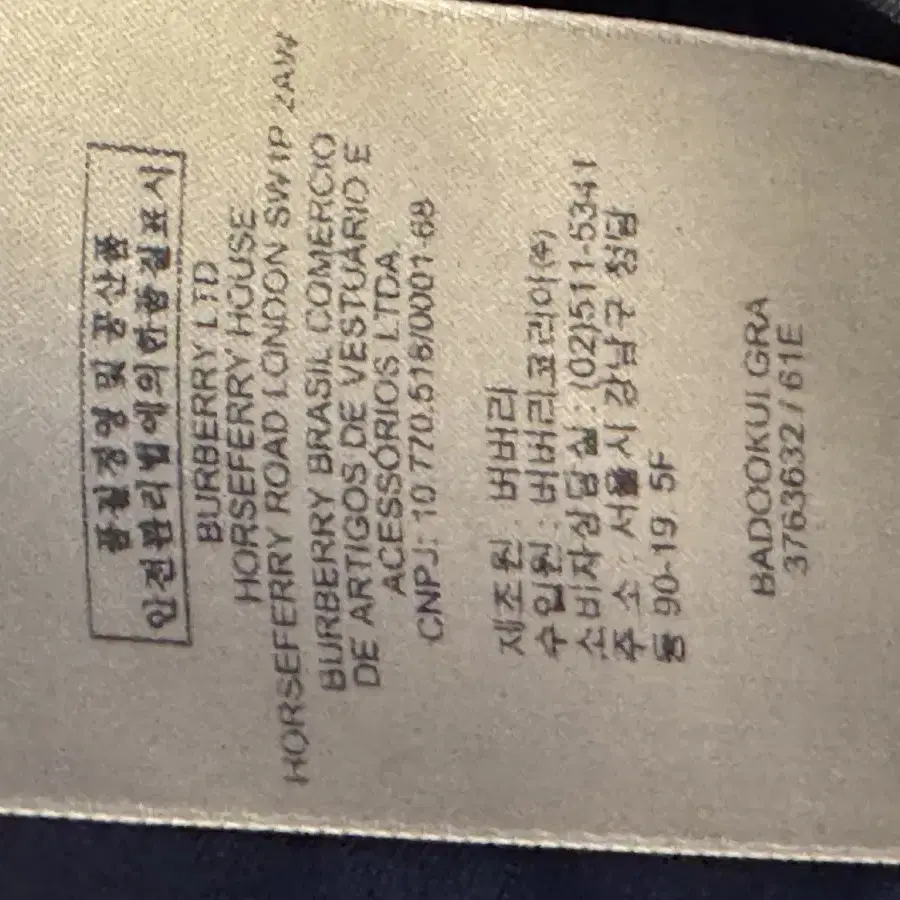 품질경영 및 공산품
안전관리법에의한품질표시
BURBERRY LTD
HORSEFERRY HOUSE
HORSEFERRY ROAD LONDON SW1P 2AW
BURBERRY BRASIL COMERCIO
DE ARTIGOS DE VESTUÁRIO E
ACESSÓRIOS LTDA.
CNPJ: 10.770.518/0001-68
제조원 : 버버리
수입원 : 버버리코리아(주)
소비자상담실 : (02)511-5341
주 소 : 서울시 강남구 청담
동 90-19 5F
BADOOKUI GRA
3763632 / 61E